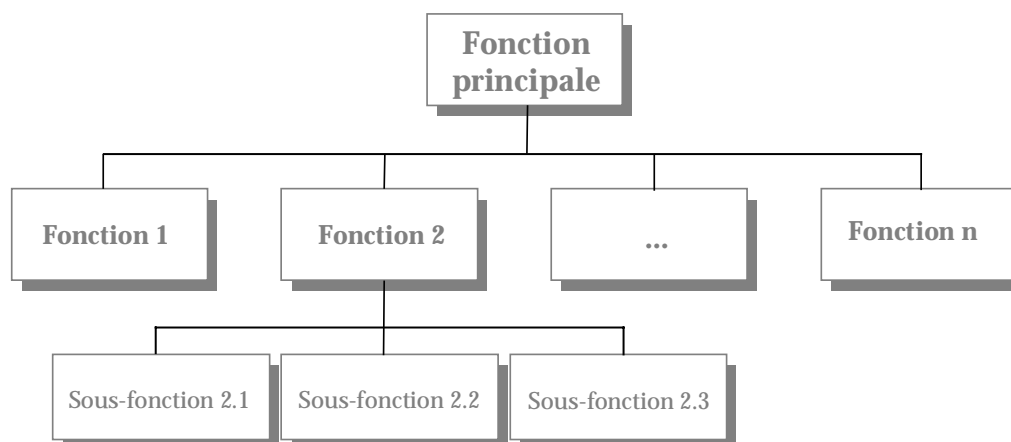 Fonction
principale
Fonction 1
Fonction 2
...
Fonction n
Sous-fonction 2.1
Sous-fonction 2.2
Sous-fonction 2.3